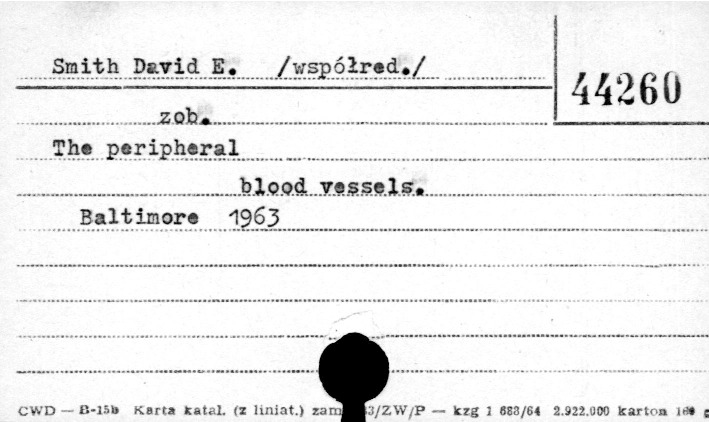 Smith David E. /współred./
44260
zob.
The peripheral
blood vessels.
Baltimore 1963
CWD — B-15b Karta katal. (z liniat.) zam 3/ZW/P — kzg 1 683/64 2.922.000 karton